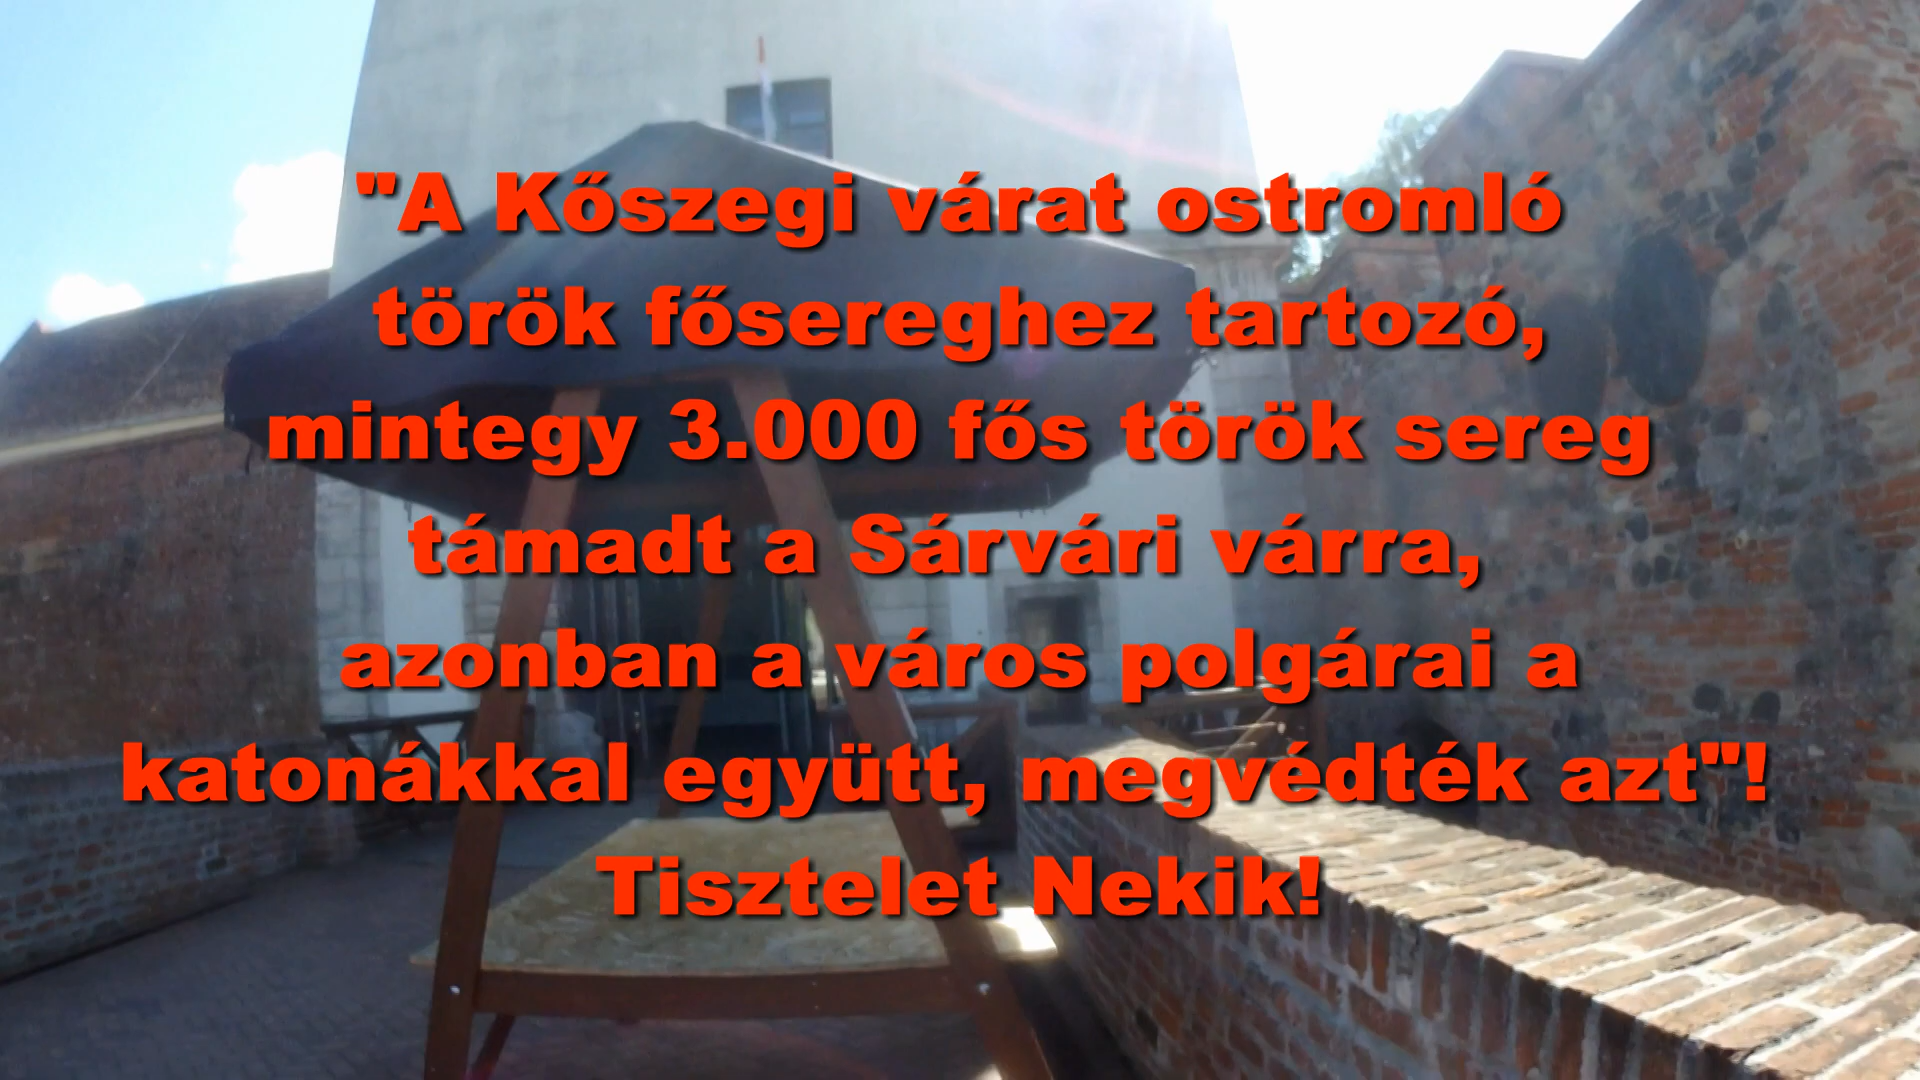 "A Kőszegi várat ostromló
török fősereghez tartozó,
mintegy 3.000 fős török sereg
támadt a Sárvári várra,
azonban a város polgárai a
katonákkal együtt, megvédték azt"!
Tisztelet Nekik!